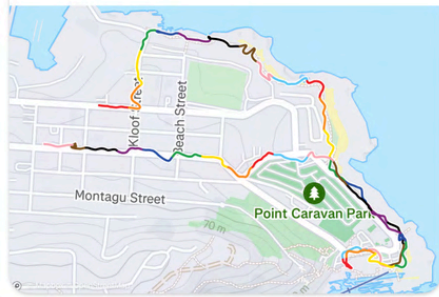 Kloof Street
Beach Street
Montagu Street
Point Caravan Park
70 m